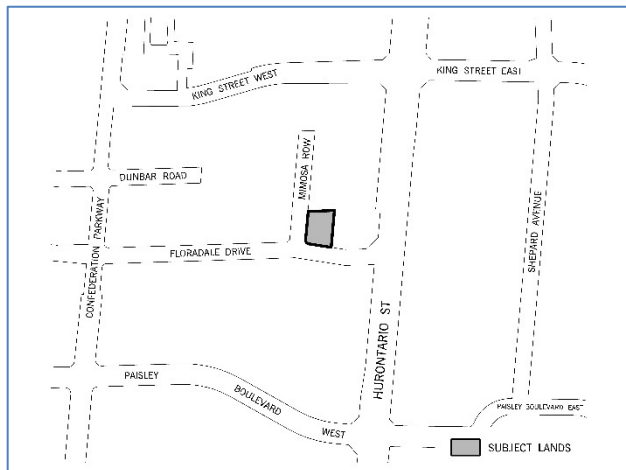 KING STREET WEST
KING STREET EAST
DUNBAR ROAD
MIMOSA ROW
CONFEDERATION PARKWAY
SHEPARD AVENUE
FLORADALE DRIVE
HURONTARIO ST
PAISLEY BOULEVARD WEST
PAISLEY BOULEVARD EAST
SUBJECT LANDS